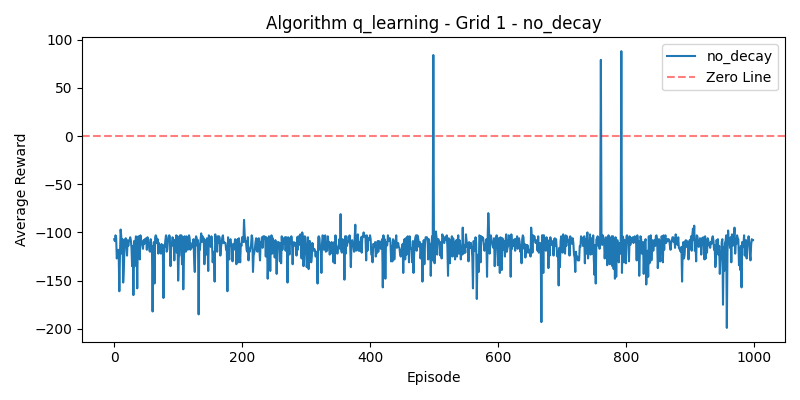 Algorithm q_learning - Grid 1 - no_decay
100
50
0
−50
−100
−150
−200
Average Reward
no_decay
Zero Line
0
200
400
600
800
1000
Episode